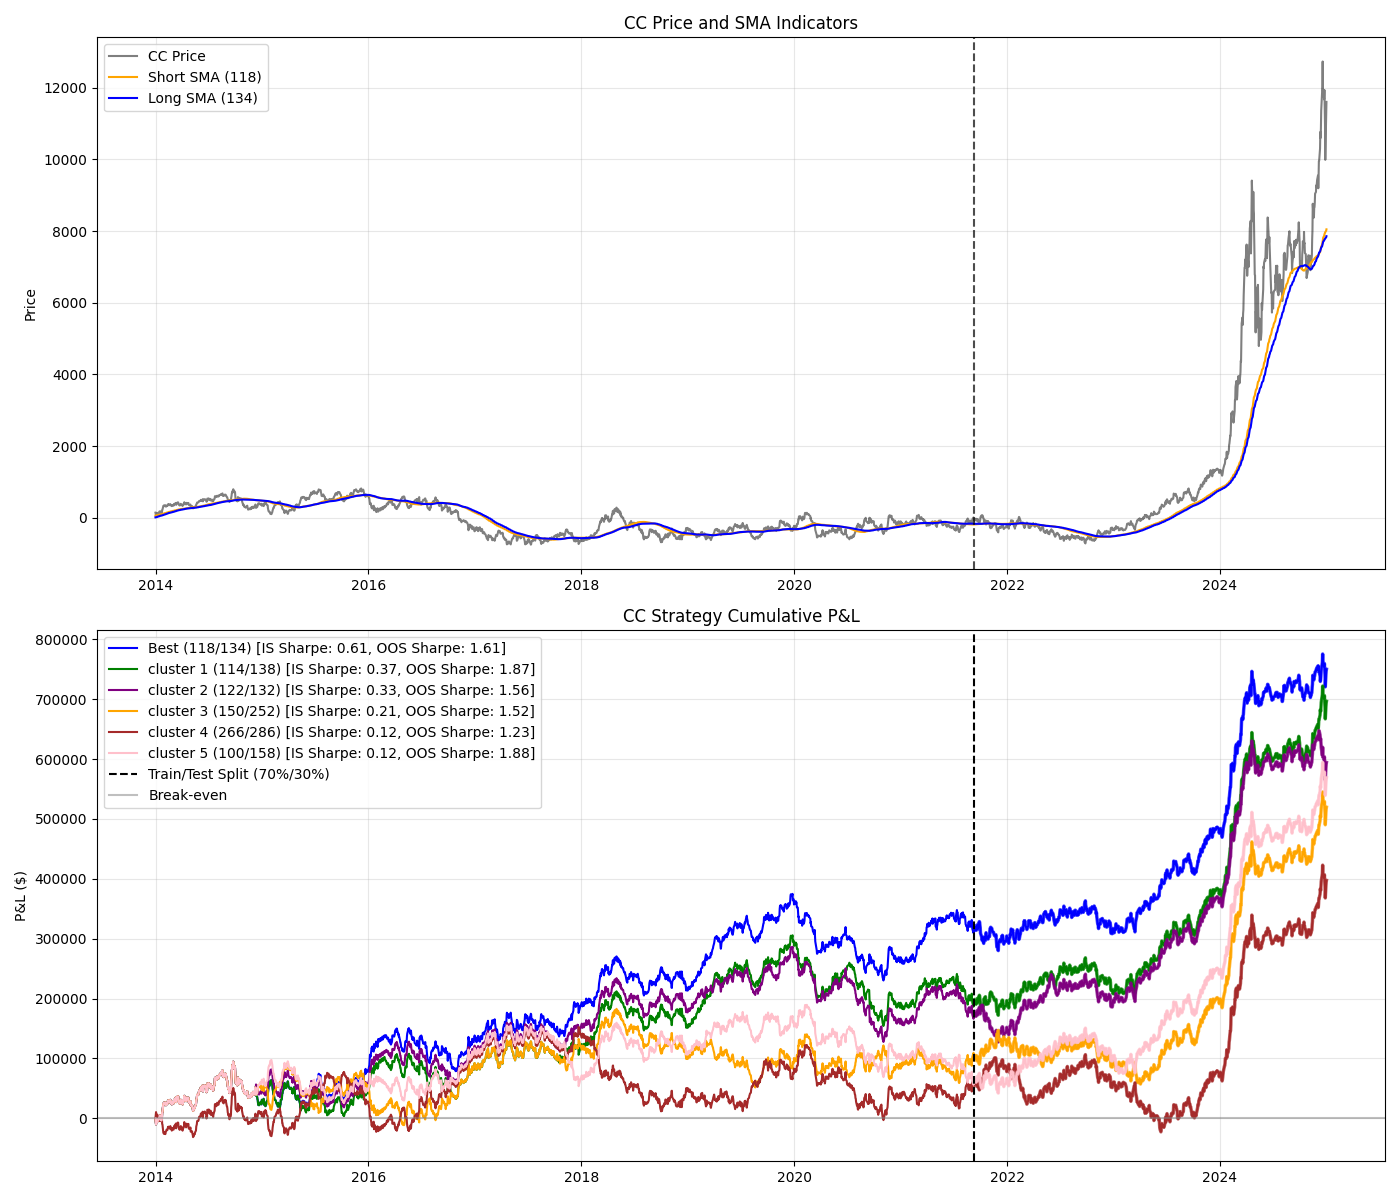 CC Price and SMA Indicators
CC Price
Short SMA (118)
Long SMA (134)
12000
10000
8000
6000
4000
2000
0
Price
2014
2016
2018
2020
2022
2024
CC Strategy Cumulative P&L
Best (118/134) [IS Sharpe: 0.61, OOS Sharpe: 1.61]
cluster 1 (114/138) [IS Sharpe: 0.37, OOS Sharpe: 1.87]
cluster 2 (122/132) [IS Sharpe: 0.33, OOS Sharpe: 1.56]
cluster 3 (150/252) [IS Sharpe: 0.21, OOS Sharpe: 1.52]
cluster 4 (266/286) [IS Sharpe: 0.12, OOS Sharpe: 1.23]
cluster 5 (100/158) [IS Sharpe: 0.12, OOS Sharpe: 1.88]
Train/Test Split (70%/30%)
Break-even
800000
700000
600000
500000
400000
300000
200000
100000
0
P&L ($)
2014
2016
2018
2020
2022
2024